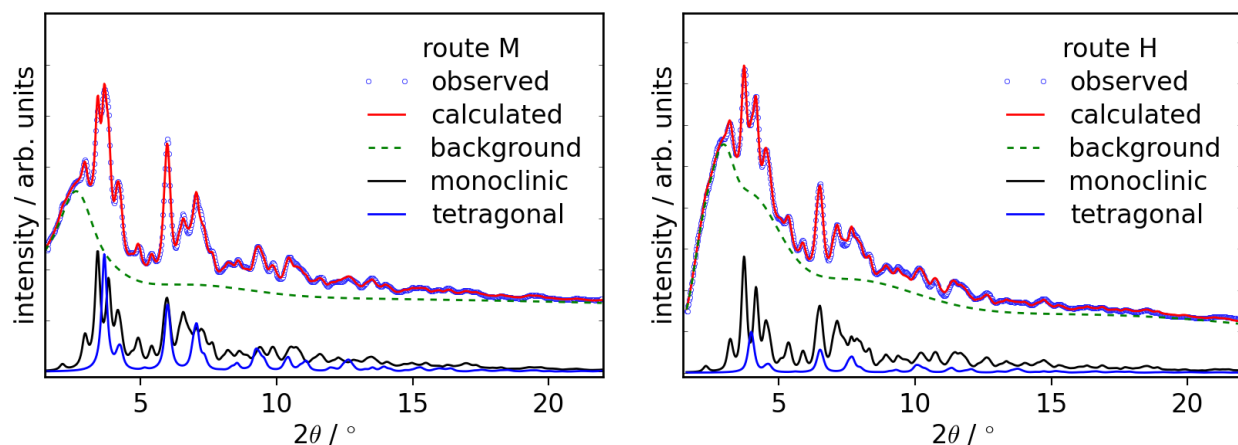 intensity / arb. units
route M
observed
calculated
background
monoclinic
tetragonal
5 10 15 20
2θ / °
intensity / arb. units
route H
observed
calculated
background
monoclinic
tetragonal
5 10 15 20
2θ / °